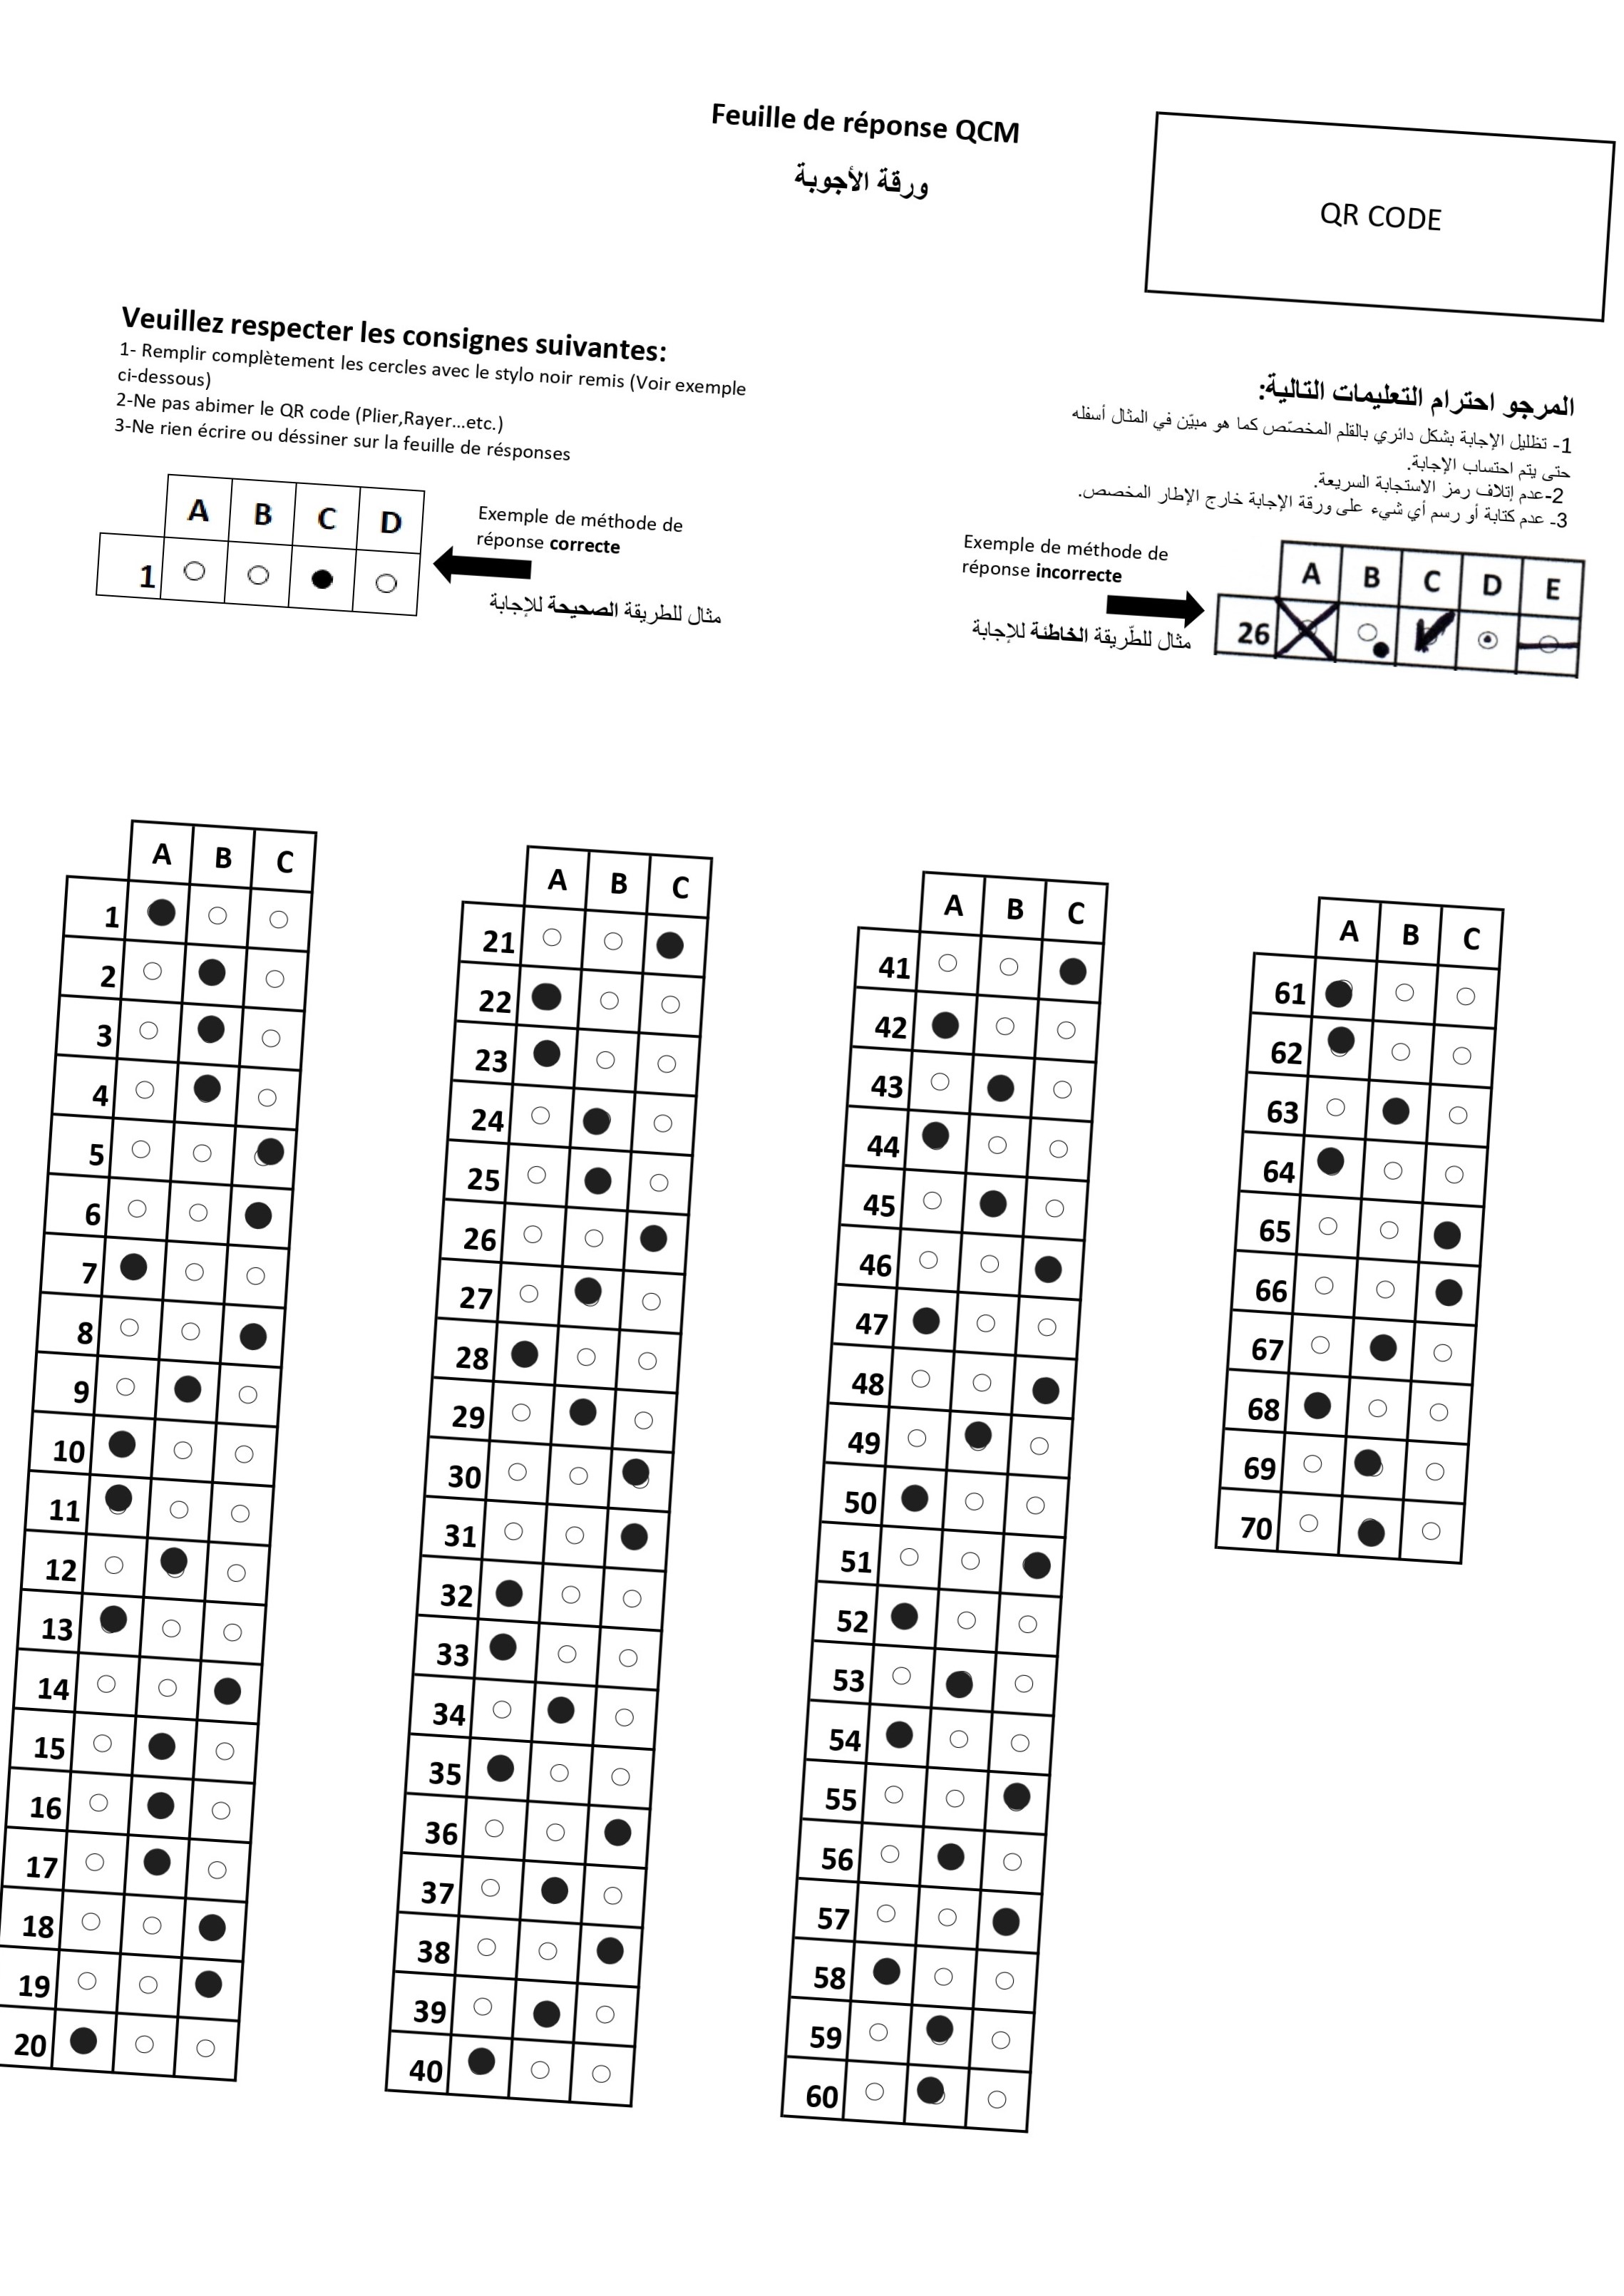 Feuille de réponse QCM
ورقة الأجوبة
QR CODE
Veuillez respecter les consignes suivantes:
1- Remplir complètement les cercles avec le stylo noir remis (Voir exemple
ci-dessous)
2-Ne pas abimer le QR code (Plier,Rayer...etc.)
3-Ne rien écrire ou déssiner sur la feuille de résponses
المرجو احترام التعليمات التالية:
1- تظليل الإجابة بشكل دائري بالقلم المخصّص كما هو مبيّن في المثال أسفله
حتى يتم احتساب الإجابة.
2-عدم إتلاف رمز الاستجابة السريعة.
3- عدم كتابة أو رسم أي شيء على ورقة الإجابة خارج الإطار المخصص.
A B C D
1
Exemple de méthode de
réponse correcte
مثال للطريقة الصحيحة للإجابة
Exemple de méthode de
réponse incorrecte
مثال للطّريقة الخاطئة للإجابة
A B C D E
26
A B C
1
2
3
4
5
6
7
8
9
10
11
12
13
14
15
16
17
18
19
20
A B C
21
22
23
24
25
26
27
28
29
30
31
32
33
34
35
36
37
38
39
40
A B C
41
42
43
44
45
46
47
48
49
50
51
52
53
54
55
56
57
58
59
60
A B C
61
62
63
64
65
66
67
68
69
70